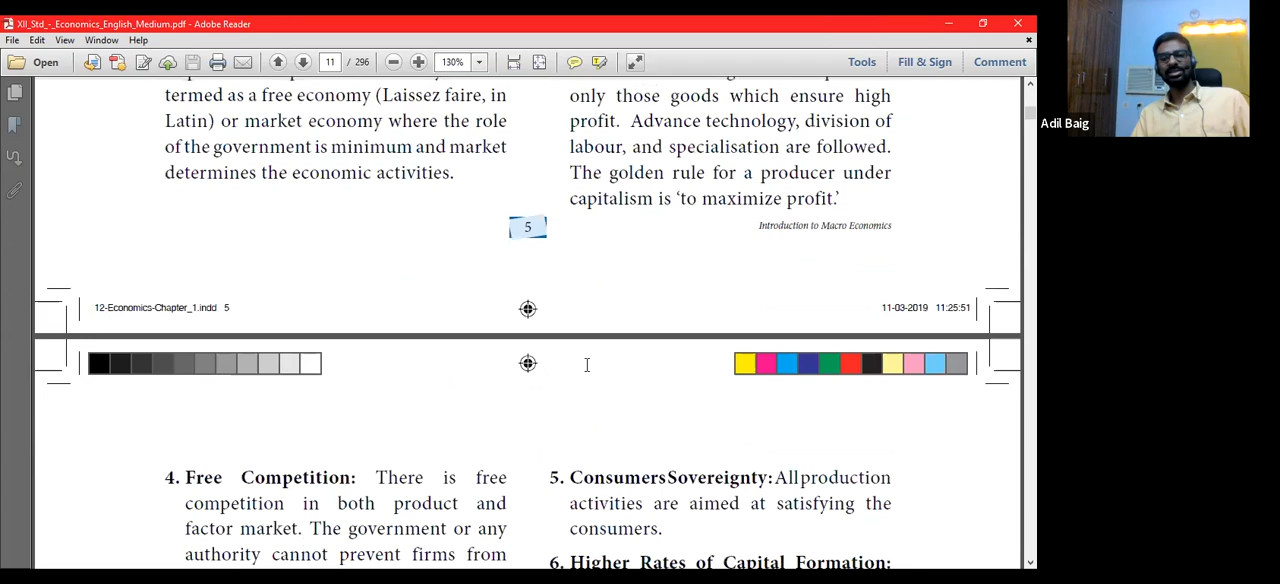 XII_Std_-_Economics_English_Medium.pdf - Adobe Reader
File Edit View Window Help
Open 11 / 296 130% Tools Fill & Sign Comment
termed as a free economy (Laissez faire, in
Latin) or market economy where the role
of the government is minimum and market
determines the economic activities.
only those goods which ensure high
profit. Advance technology, division of
labour, and specialisation are followed.
The golden rule for a producer under
capitalism is ‘to maximize profit.’
5
Introduction to Macro Economics
12-Economics-Chapter_1.indd 5
11-03-2019 11:25:51
4. Free Competition: There is free
competition in both product and
factor market. The government or any
authority cannot prevent firms from
5. Consumers Sovereignty: All production
activities are aimed at satisfying the
consumers.
6. Higher Rates of Capital Formation:
Adil Baig